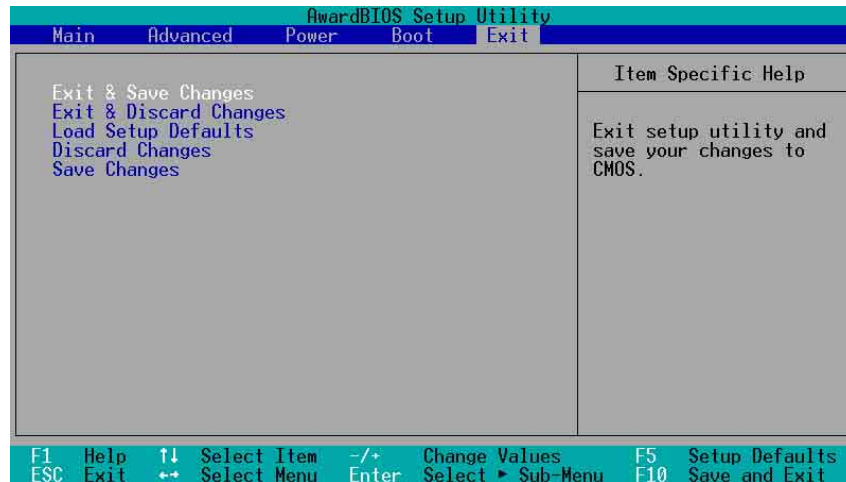 AwardBIOS Setup Utility
Main Advanced Power Boot Exit
Exit & Save Changes
Exit & Discard Changes
Load Setup Defaults
Discard Changes
Save Changes
Item Specific Help
Exit setup utility and
save your changes to
CMOS.
F1 Help ↑↓ Select Item -/+ Change Values F5 Setup Defaults
ESC Exit ←→ Select Menu Enter Select ► Sub-Menu F10 Save and Exit